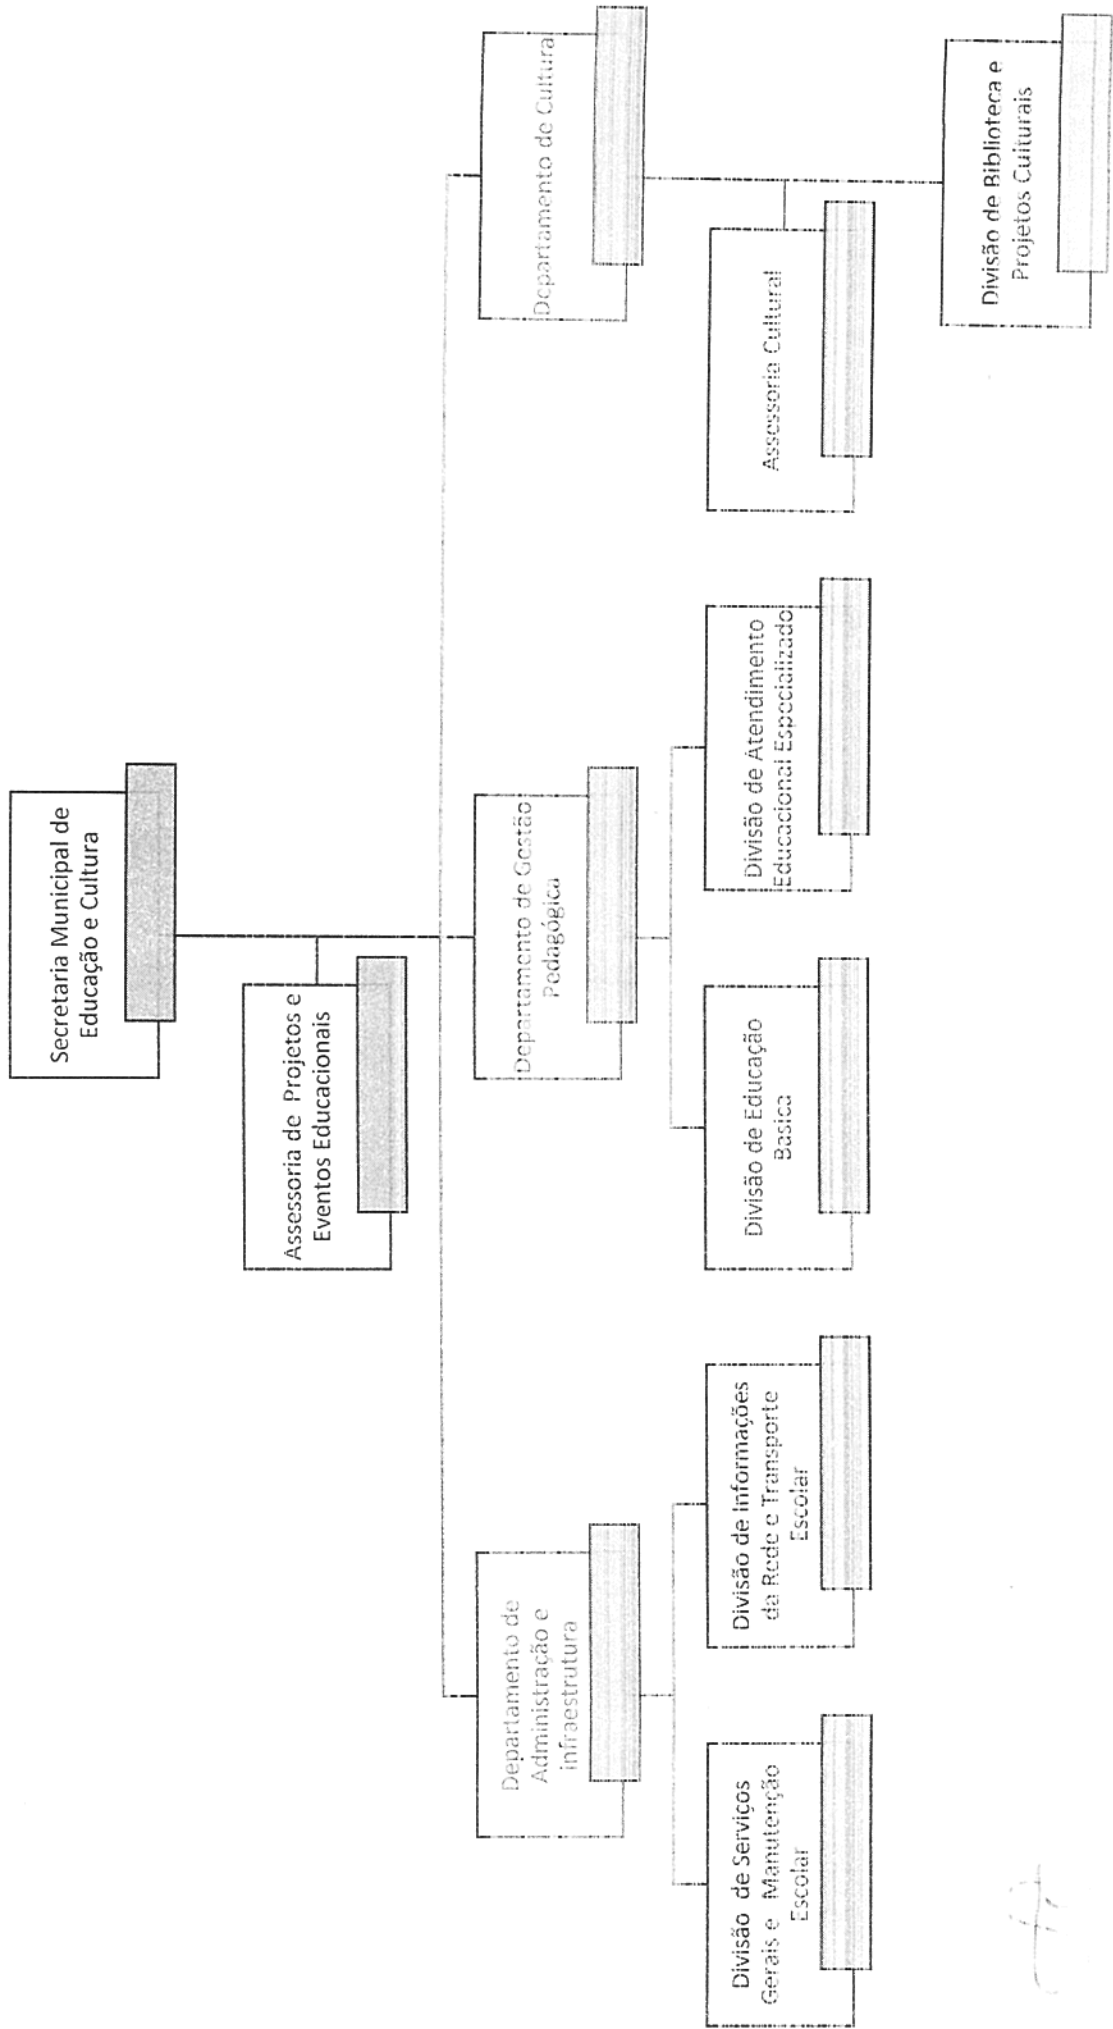 Secretaria Municipal de
Educação e Cultura
Assessoria de Projetos e
Eventos Educacionais
Departamento de
Administração e
infraestrutura
Departamento de Gestão
Pedagógica
Departamento de Cultura
Divisão de Serviços
Gerais e Manutenção
Escolar
Divisão de Informações
da Rede e Transporte
Escolar
Divisão de Educação
Basica
Divisão de Atendimento
Educacional Especializado
Assessoria Cultural
Divisão de Biblioteca e
Projetos Culturais